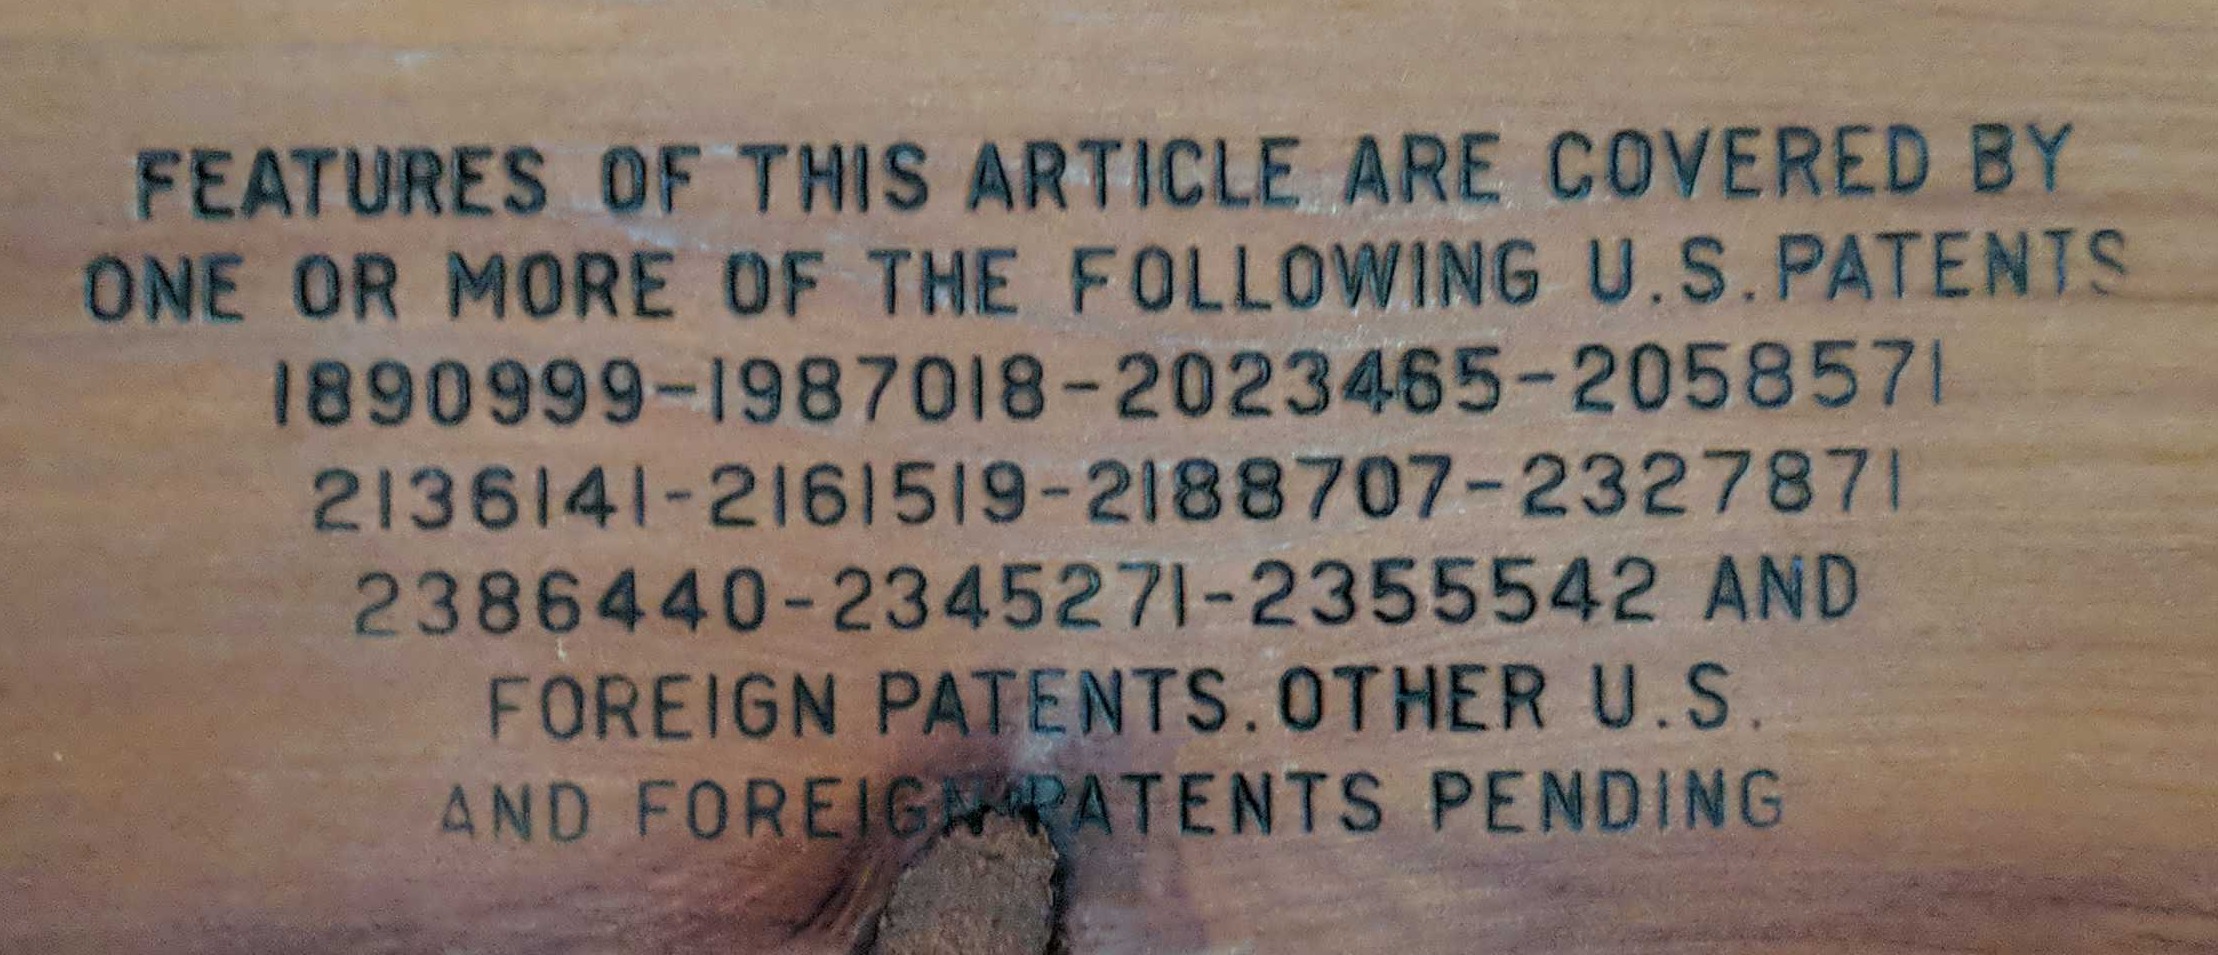 FEATURES OF THIS ARTICLE ARE COVERED BY
ONE OR MORE OF THE FOLLOWING U.S. PATENTS
1890999-1987018-2023465-2058571
2136141-2161519-2188707-2327871
2386440-2345271-2355542 AND
FOREIGN PATENTS. OTHER U.S.
AND FOREIGN PATENTS PENDING